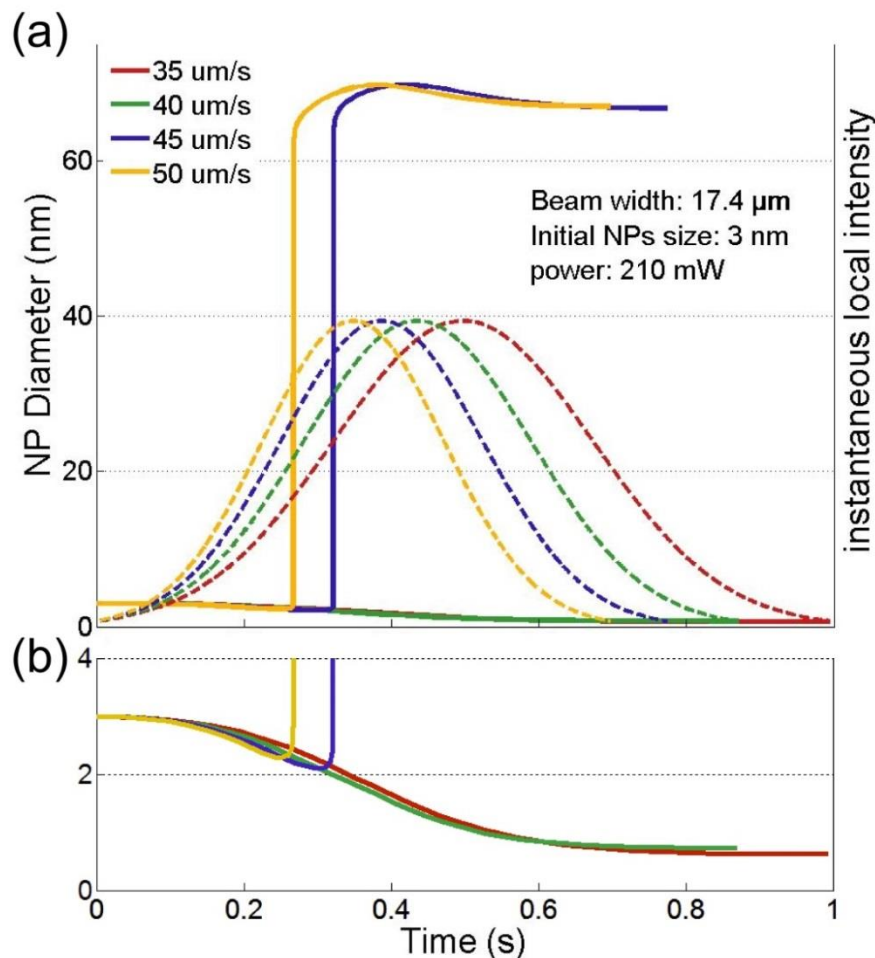 (a)
35 um/s
40 um/s
45 um/s
50 um/s
NP Diameter (nm)
60
40
20
0
Beam width: 17.4 µm
Initial NPs size: 3 nm
power: 210 mW
instantaneous local intensity
(b)
4
2
0
0 0.2 0.4 0.6 0.8 1
Time (s)